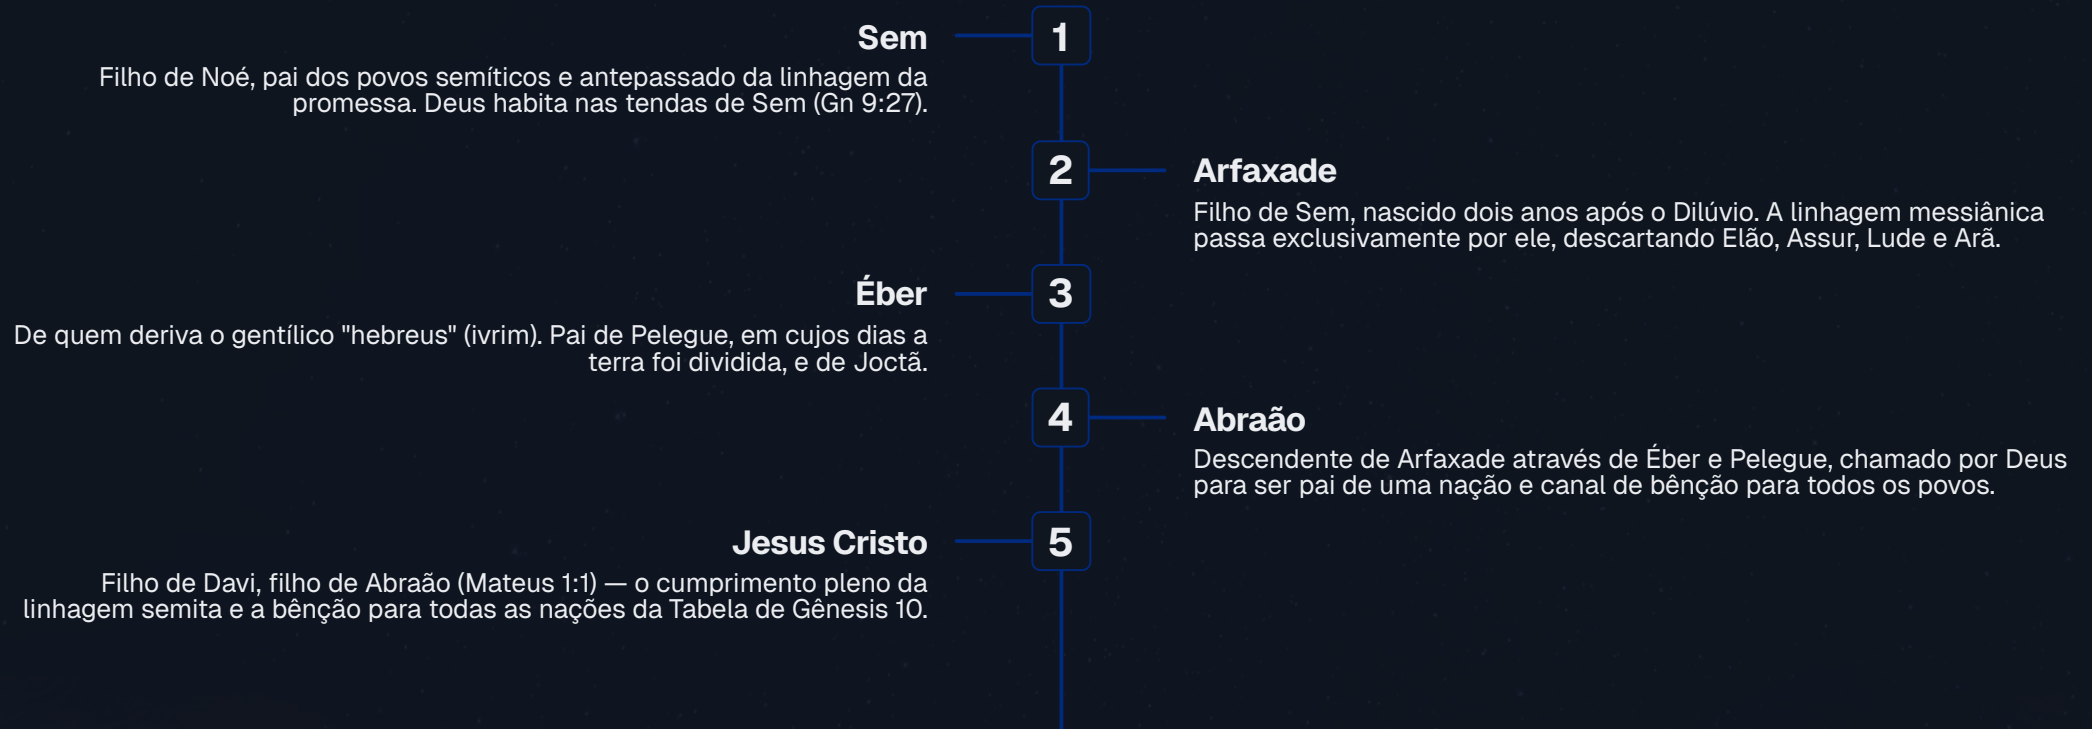 Sem
1
Filho de Noé, pai dos povos semíticos e antepassado da linhagem da
promessa. Deus habita nas tendas de Sem (Gn 9:27).
2
Arfaxade
Filho de Sem, nascido dois anos após o Dilúvio. A linhagem messiânica
passa exclusivamente por ele, descartando Elão, Assur, Lude e Arã.
Éber
3
De quem deriva o gentílico "hebreus" (ivrim). Pai de Pelegue, em cujos dias a
terra foi dividida, e de Joctã.
4
Abraão
Descendente de Arfaxade através de Éber e Pelegue, chamado por Deus
para ser pai de uma nação e canal de bênção para todos os povos.
Jesus Cristo
5
Filho de Davi, filho de Abraão (Mateus 1:1) — o cumprimento pleno da
linhagem semita e a bênção para todas as nações da Tabela de Gênesis 10.